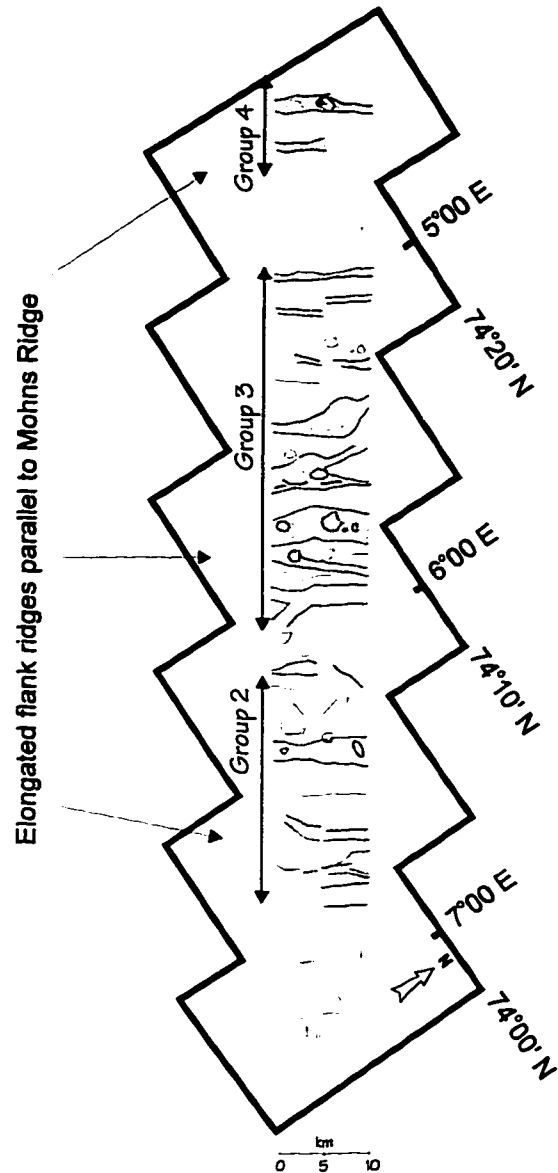 Elongated flank ridges parallel to Mohns Ridge
Group 4
Group 3
Group 2
5°00 E
74°20' N
6°00 E
74°10' N
7°00 E
74°00' N
N
km
0 5 10